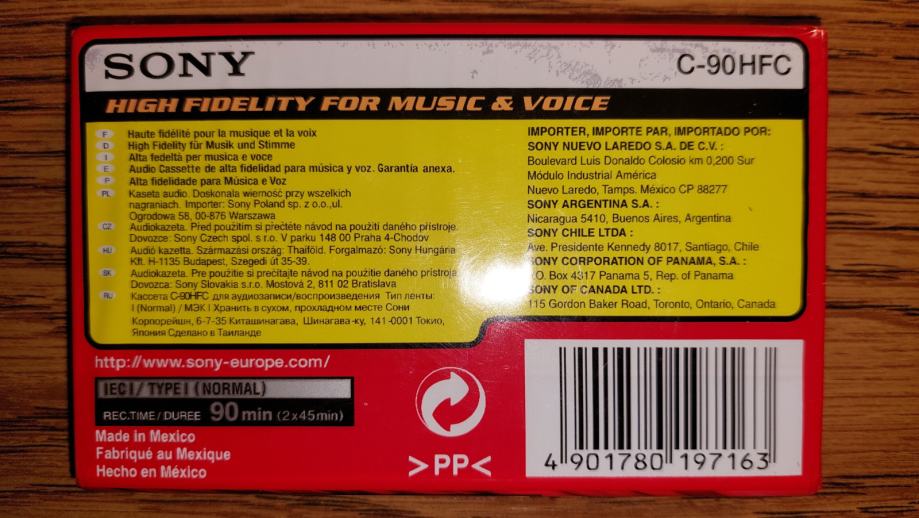 SONY
C-90HFC
HIGH FIDELITY FOR MUSIC & VOICE
F Haute fidélité pour la musique et la voix
D High Fidelity für Musik und Stimme
I Alta fedeltà per musica e voce
E Audio Cassette de alta fidelidad para música y voz. Garantía anexa.
P Alta fidelidade para Música e Voz
PL Kaseta audio. Doskonała wierność przy wszelkich
nagraniach. Importer: Sony Poland sp. z o.o.,ul.
Ogrodowa 58, 00-876 Warszawa
CZ Audiokazeta. Před použitím si přečtěte návod na použití daného přístroje.
Dovozce: Sony Czech spol. s r.o. V parku 148 00 Praha 4-Chodov
HU Audió kazetta. Származási ország: Thaiföld. Forgalmazó: Sony Hungária
Kft. H-1135 Budapest, Szegedi út 35-39.
SK Audiokazeta. Pre použitie si prečítajte návod na použitie daného prístroja
Dovozce: Sony Slovakia s.r.o. Mostová 2, 811 02 Bratislava
RU Кассета C-90HFC для аудиозаписи/воспроизведения Тип ленты:
I (Normal) / МЭК I Хранить в сухом, прохладном месте Сони
Корпорейшн, 6-7-35 Киташинагава, Шинагава-ку, 141-0001 Токио,
Япония Сделано в Таиланде
IMPORTER, IMPORTE PAR, IMPORTADO POR:
SONY NUEVO LAREDO S.A. DE C.V. :
Boulevard Luis Donaldo Colosio km 0,200 Sur
Módulo Industrial América
Nuevo Laredo, Tamps. México CP 88277
SONY ARGENTINA S.A. :
Nicaragua 5410, Buenos Aires, Argentina
SONY CHILE LTDA :
Ave. Presidente Kennedy 8017, Santiago, Chile
SONY CORPORATION OF PANAMA, S.A. :
P.O. Box 4317 Panama 5, Rep. of Panama
SONY OF CANADA LTD. :
115 Gordon Baker Road, Toronto, Ontario, Canada
http://www.sony-europe.com/
IEC I / TYPE I (NORMAL)
REC.TIME/DUREE 90 min (2x45min)
Made in Mexico
Fabriqué au Mexique
Hecho en México
>PP<
4 901780 197163